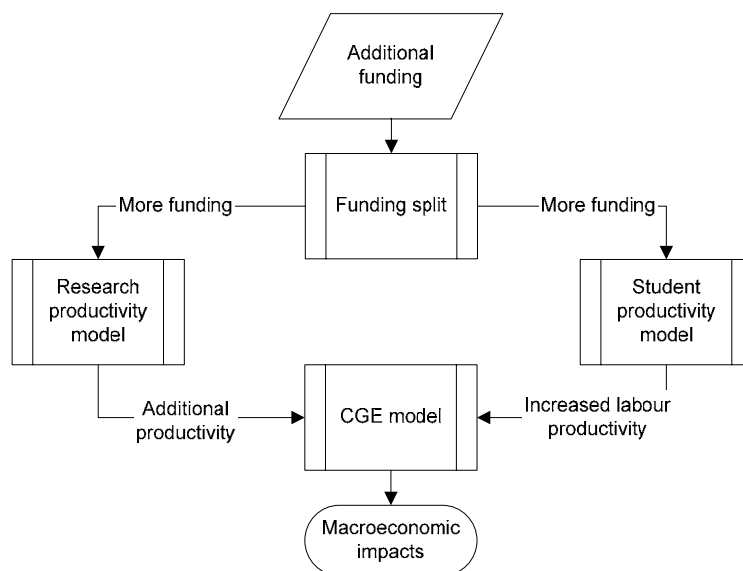 Additional
funding
More funding
Funding split
More funding
Research
productivity
model
Student
productivity
model
Additional
productivity
CGE model
Increased labour
productivity
Macroeconomic
impacts